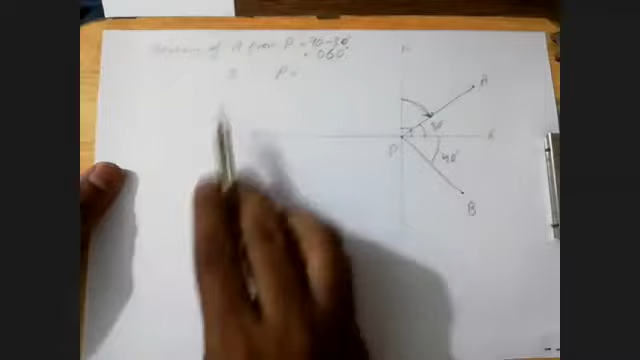 Bearing of A from P = 90 - 30°
= 060°
B P =
N
A
30°
P
40°
B